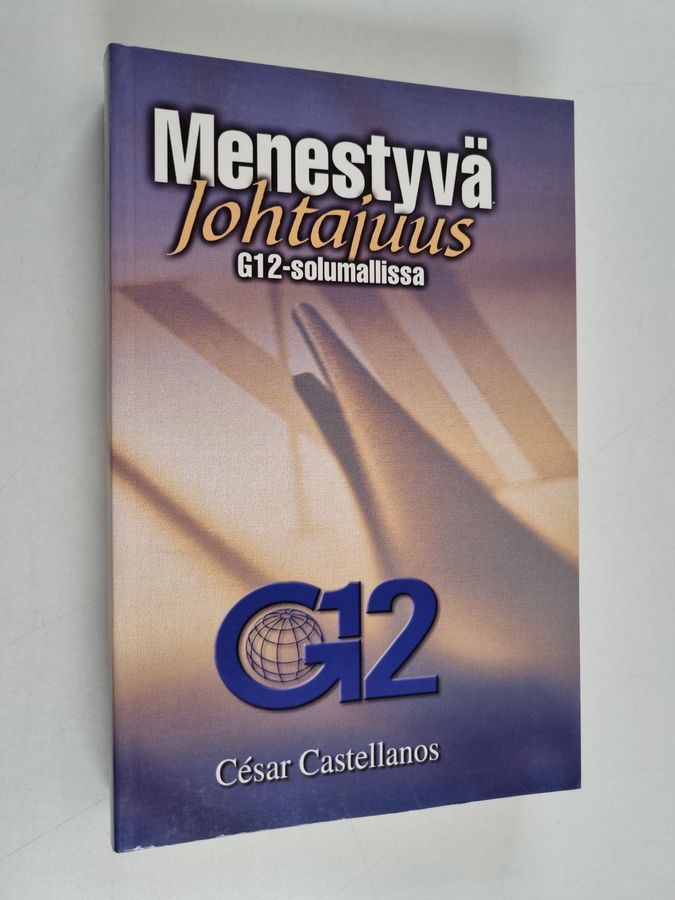 Menestyvä
Johtajuus
G12-solumallissa
G12
César Castellanos